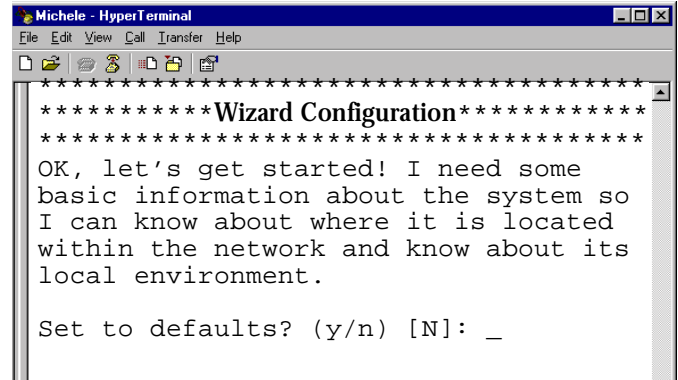 Michele - HyperTerminal
File Edit View Call Transfer Help
***************************************
***********Wizard Configuration************
***************************************
OK, let's get started! I need some
basic information about the system so
I can know about where it is located
within the network and know about its
local environment.
Set to defaults? (y/n) [N]: _